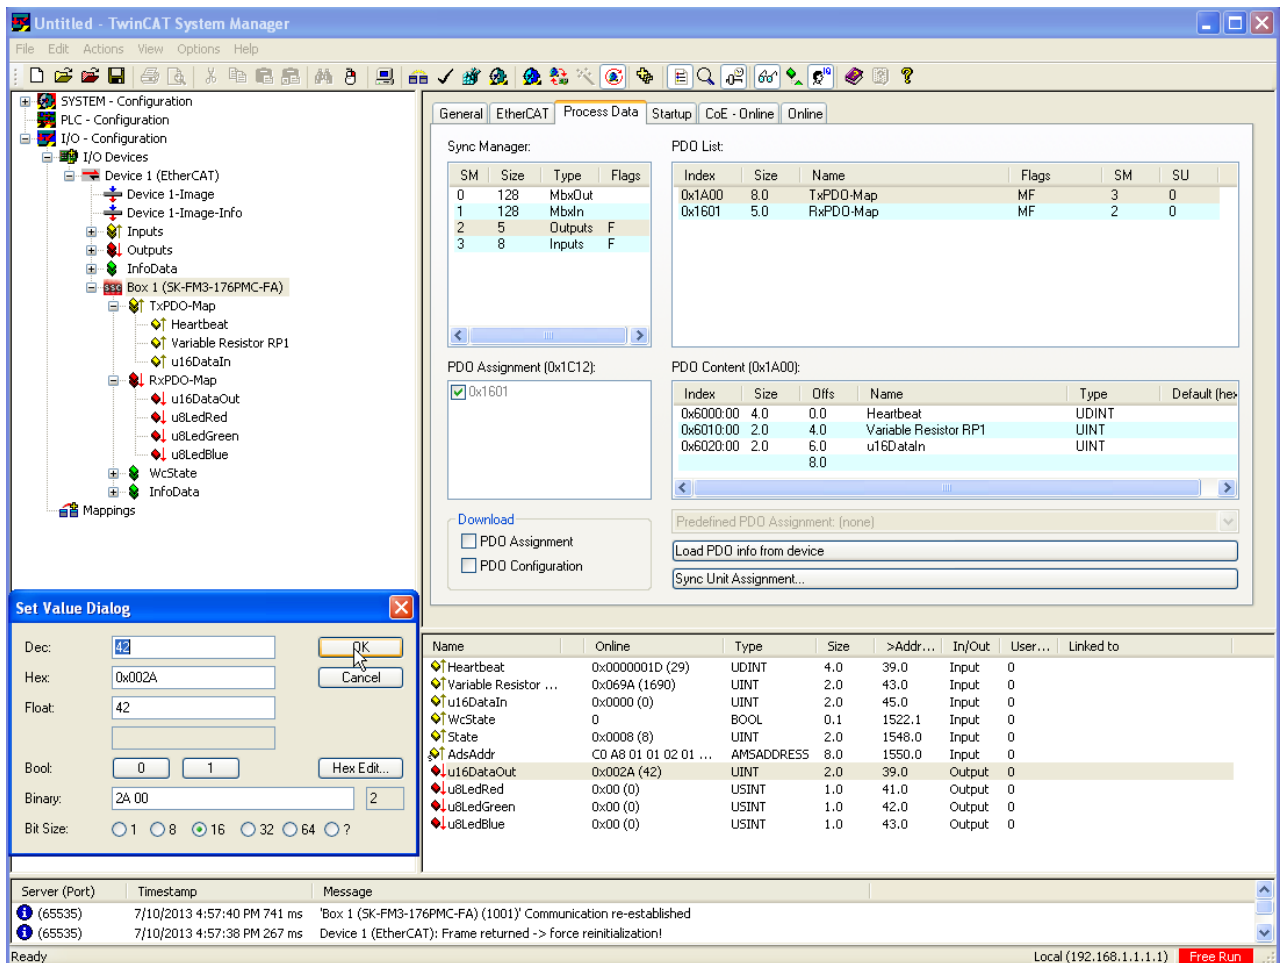 Untitled - TwinCAT System Manager
File Edit Actions View Options Help
SYSTEM - Configuration
PLC - Configuration
I/O - Configuration
I/O Devices
Device 1 (EtherCAT)
Device 1-Image
Device 1-Image-Info
Inputs
Outputs
InfoData
Box 1 (SK-FM3-176PMC-FA)
TxPDO-Map
Heartbeat
Variable Resistor RP1
u16DataIn
RxPDO-Map
u16DataOut
u8LedRed
u8LedGreen
u8LedBlue
WcState
InfoData
Mappings
General EtherCAT Process Data Startup CoE - Online Online
Sync Manager:
SM Size Type Flags
0 128 MbxOut
1 128 MbxIn
2 5 Outputs F
3 8 Inputs F
PDO List:
Index Size Name Flags SM SU
0x1A00 8.0 TxPDO-Map MF 3 0
0x1601 5.0 RxPDO-Map MF 2 0
PDO Assignment (0x1C12):
0x1601
PDO Content (0x1A00):
Index Size Offs Name Type Default (hex
0x6000:00 4.0 0.0 Heartbeat UDINT
0x6010:00 2.0 4.0 Variable Resistor RP1 UINT
0x6020:00 2.0 6.0 u16DataIn UINT
8.0
Download
PDO Assignment
PDO Configuration
Predefined PDO Assignment: (none)
Load PDO info from device
Sync Unit Assignment...
Set Value Dialog
Dec: 42 OK
Hex: 0x002A Cancel
Float: 42
Bool: 0 1 Hex Edit...
Binary: 2A 00 2
Bit Size: 1 8 16 32 64 ?
Name Online Type Size >Addr... In/Out User... Linked to
Heartbeat 0x0000001D (29) UDINT 4.0 39.0 Input 0
Variable Resistor ... 0x069A (1690) UINT 2.0 43.0 Input 0
u16DataIn 0x0000 (0) UINT 2.0 45.0 Input 0
WcState 0 BOOL 0.1 1522.1 Input 0
State 0x0008 (8) UINT 2.0 1548.0 Input 0
AdsAddr C0 A8 01 01 02 01 ... AMSADDRESS 8.0 1550.0 Input 0
u16DataOut 0x002A (42) UINT 2.0 39.0 Output 0
u8LedRed 0x00 (0) USINT 1.0 41.0 Output 0
u8LedGreen 0x00 (0) USINT 1.0 42.0 Output 0
u8LedBlue 0x00 (0) USINT 1.0 43.0 Output 0
Server (Port) Timestamp Message
(65535) 7/10/2013 4:57:40 PM 741 ms 'Box 1 (SK-FM3-176PMC-FA) (1001)' Communication re-established
(65535) 7/10/2013 4:57:38 PM 267 ms Device 1 (EtherCAT): Frame returned -> force reinitialization!
Ready Local (192.168.1.1.1.1) Free Run